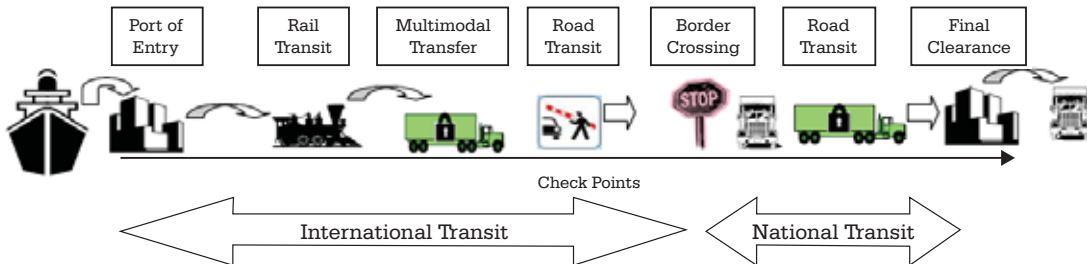 Port of
Entry
Rail
Transit
Multimodal
Transfer
Road
Transit
Border
Crossing
Road
Transit
Final
Clearance
STOP
Check Points
International Transit
National Transit